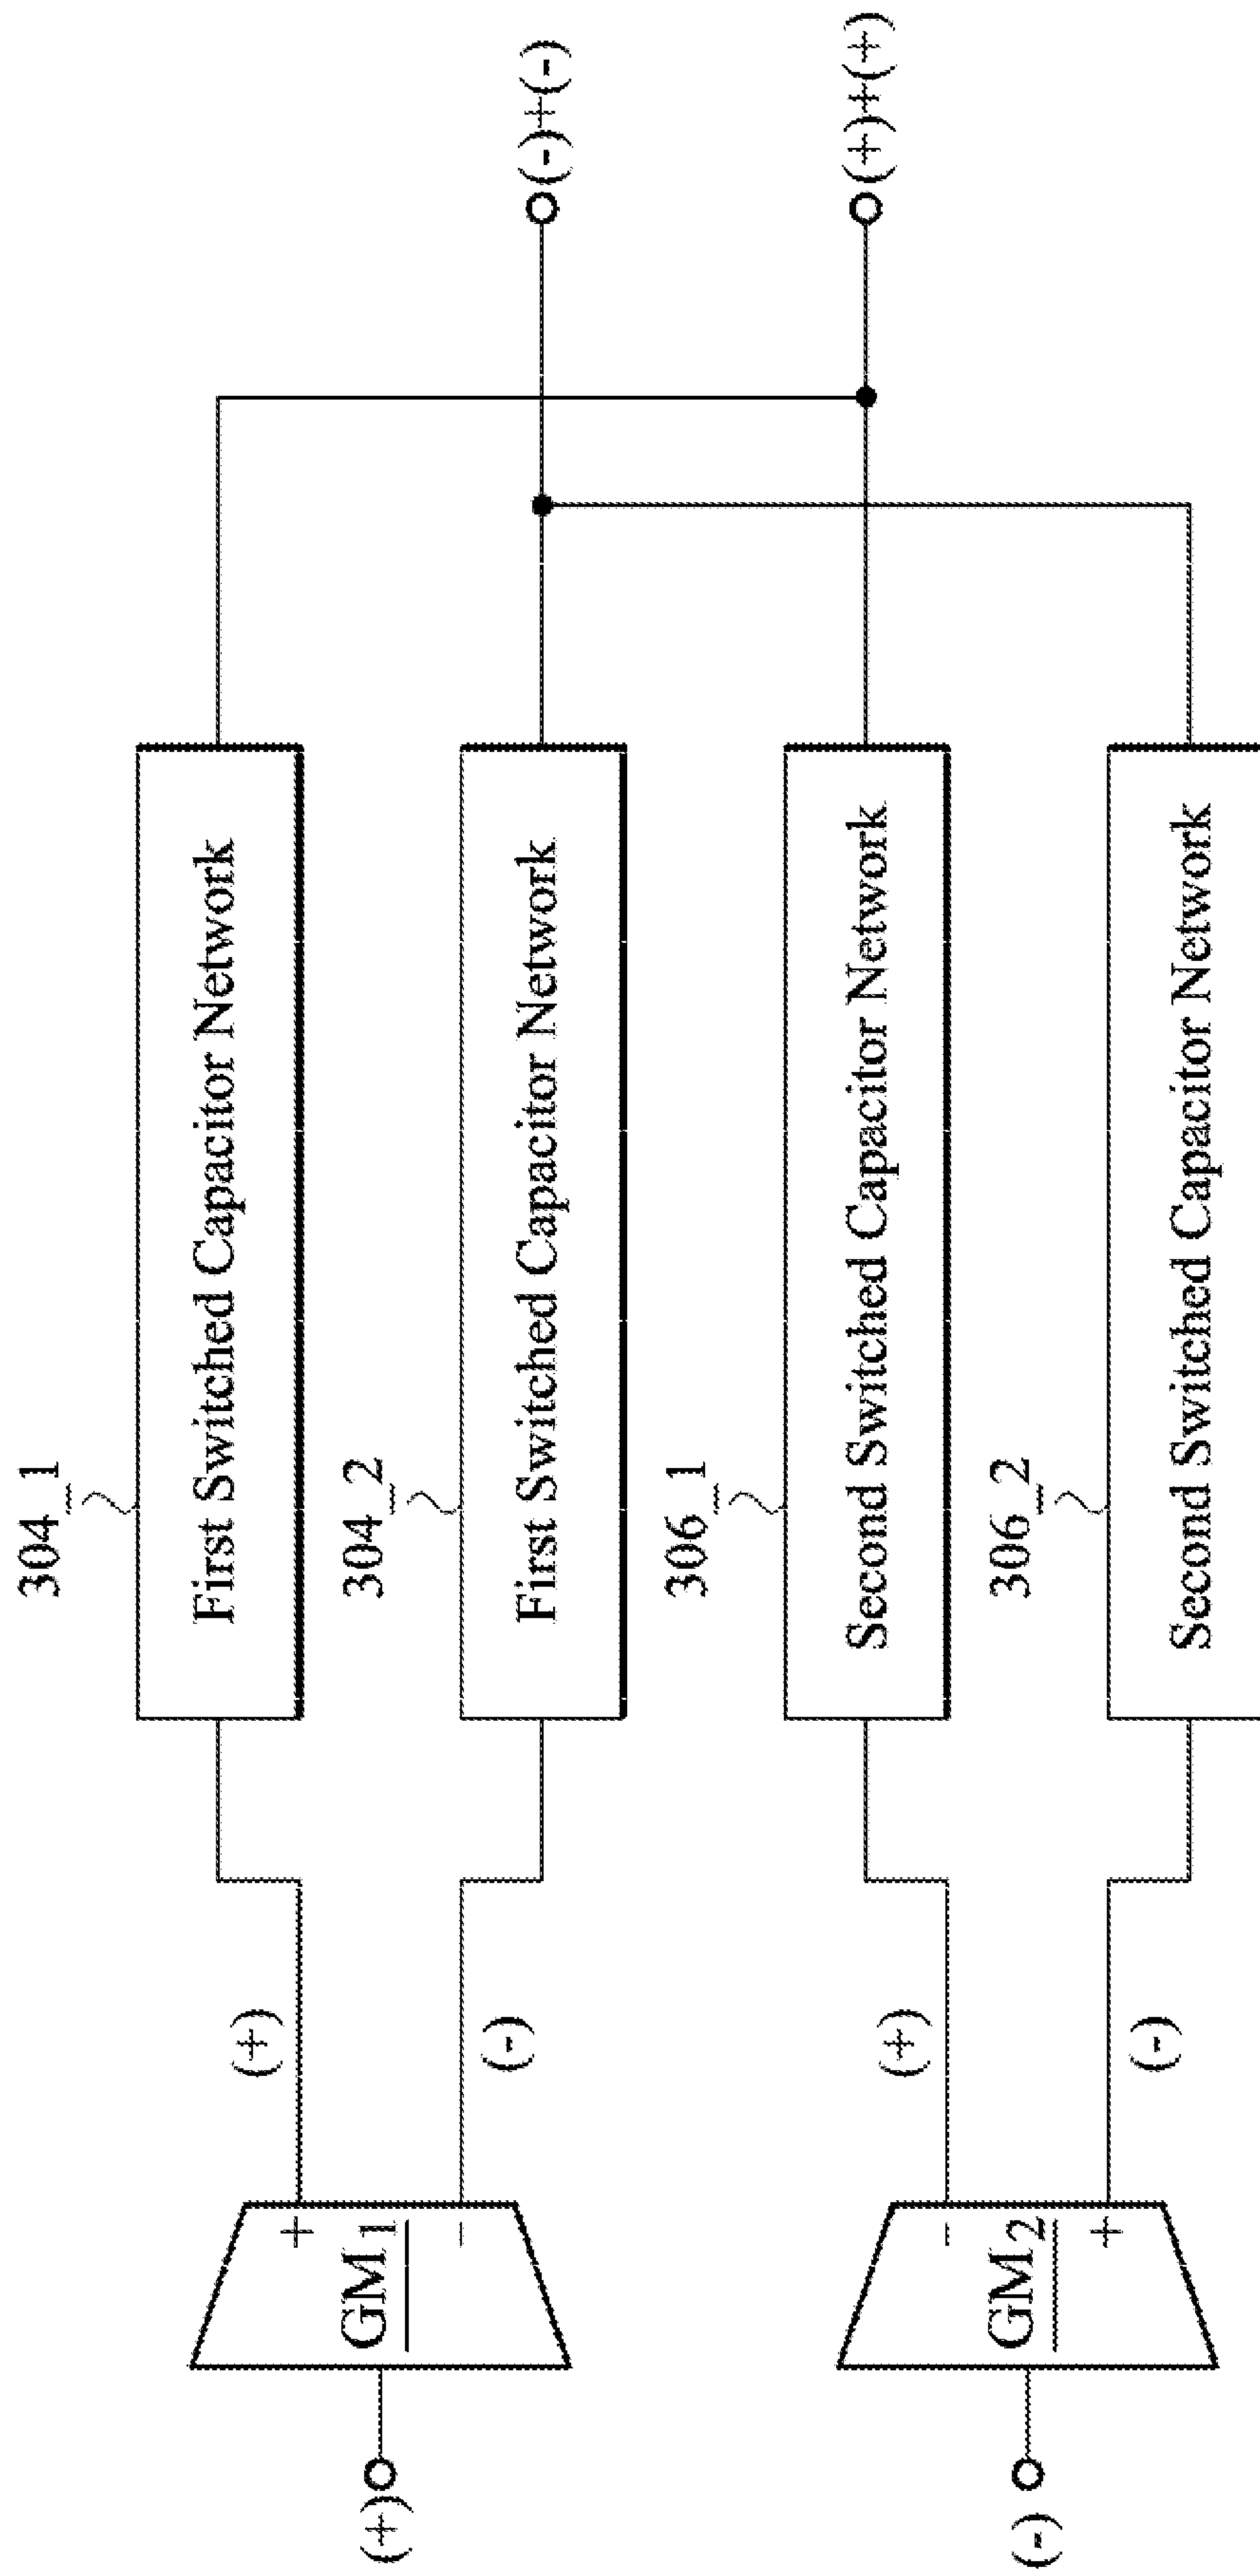 (+)
GM1
+
-
(+)
(-)
304_1
First Switched Capacitor Network
304_2
First Switched Capacitor Network
(-)+(-)
(-)
GM2
-
+
(+)
(-)
306_1
Second Switched Capacitor Network
306_2
Second Switched Capacitor Network
(+)+(+)